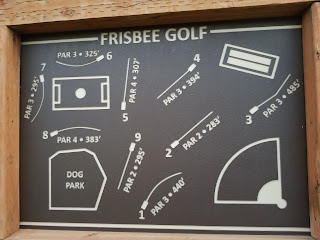 FRISBEE GOLF
PAR 3 • 325'
6
7
PAR 3 • 295'
PAR 4 • 307'
5
4
PAR 3 • 394'
3
PAR 3 • 485'
8
PAR 4 • 383'
9
PAR 2 • 295'
2
PAR 2 • 283'
DOG
PARK
1
PAR 3 • 440'